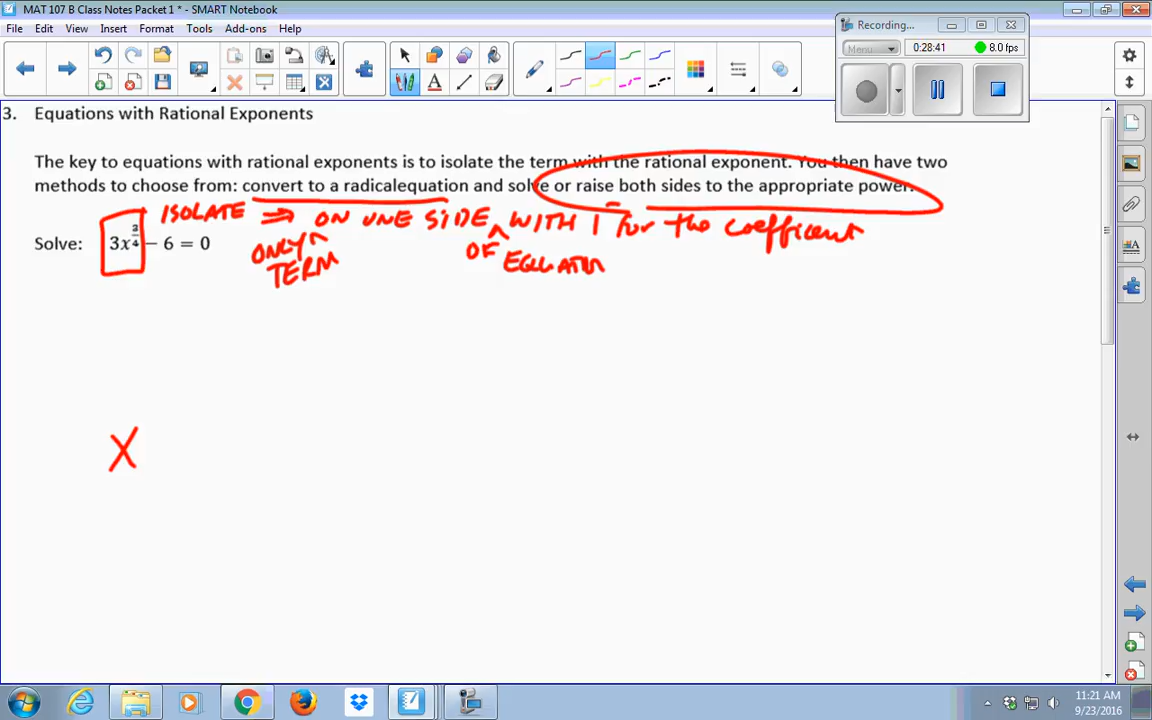 MAT 107 B Class Notes Packet 1 * - SMART Notebook
File Edit View Insert Format Tools Add-ons Help
Recording...
Menu 0:28:41 8.0 fps
3. Equations with Rational Exponents
The key to equations with rational exponents is to isolate the term with the rational exponent. You then have two
methods to choose from: convert to a radicalequation and solve or raise both sides to the appropriate power.
ISOLATE ⇒ ON ONE SIDE WITH 1 for the coefficent
ONLY TERM
OF
Solve: 3x^{3/4} − 6 = 0
X
11:21 AM
9/23/2016